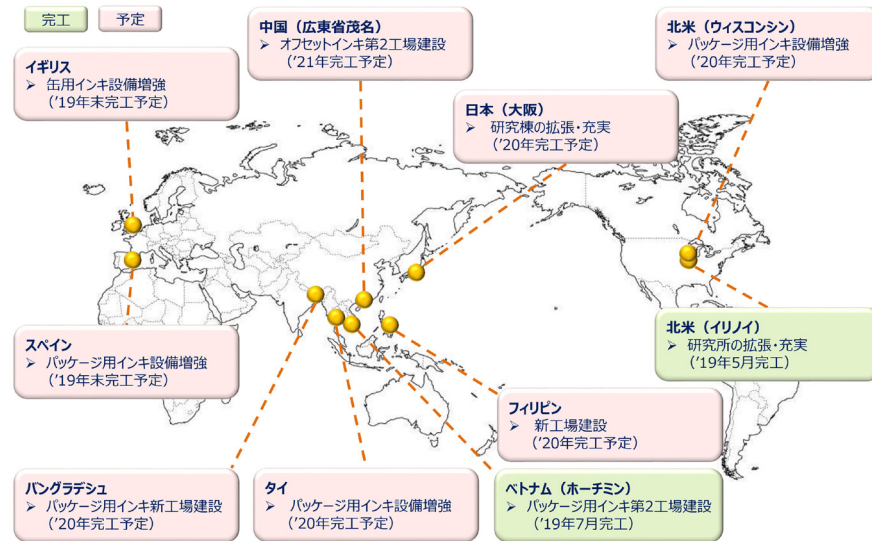 完工
予定
中国（広東省茂名）
➢ オフセットインキ第2工場建設
（’21年完工予定）
北米（ウィスコンシン）
➢ パッケージ用インキ設備増強
（’20年完工予定）
イギリス
➢ 缶用インキ設備増強
（’19年末完工予定）
日本（大阪）
➢ 研究棟の拡張・充実
（’20年完工予定）
スペイン
➢ パッケージ用インキ設備増強
（’19年末完工予定）
北米（イリノイ）
➢ 研究所の拡張・充実
（’19年5月完工）
フィリピン
➢ 新工場建設
（’20年完工予定）
バングラデシュ
➢ パッケージ用インキ新工場建設
（’20年完工予定）
タイ
➢ パッケージ用インキ設備増強
（’20年完工予定）
ベトナム（ホーチミン）
➢ パッケージ用インキ第2工場建設
（’19年7月完工）